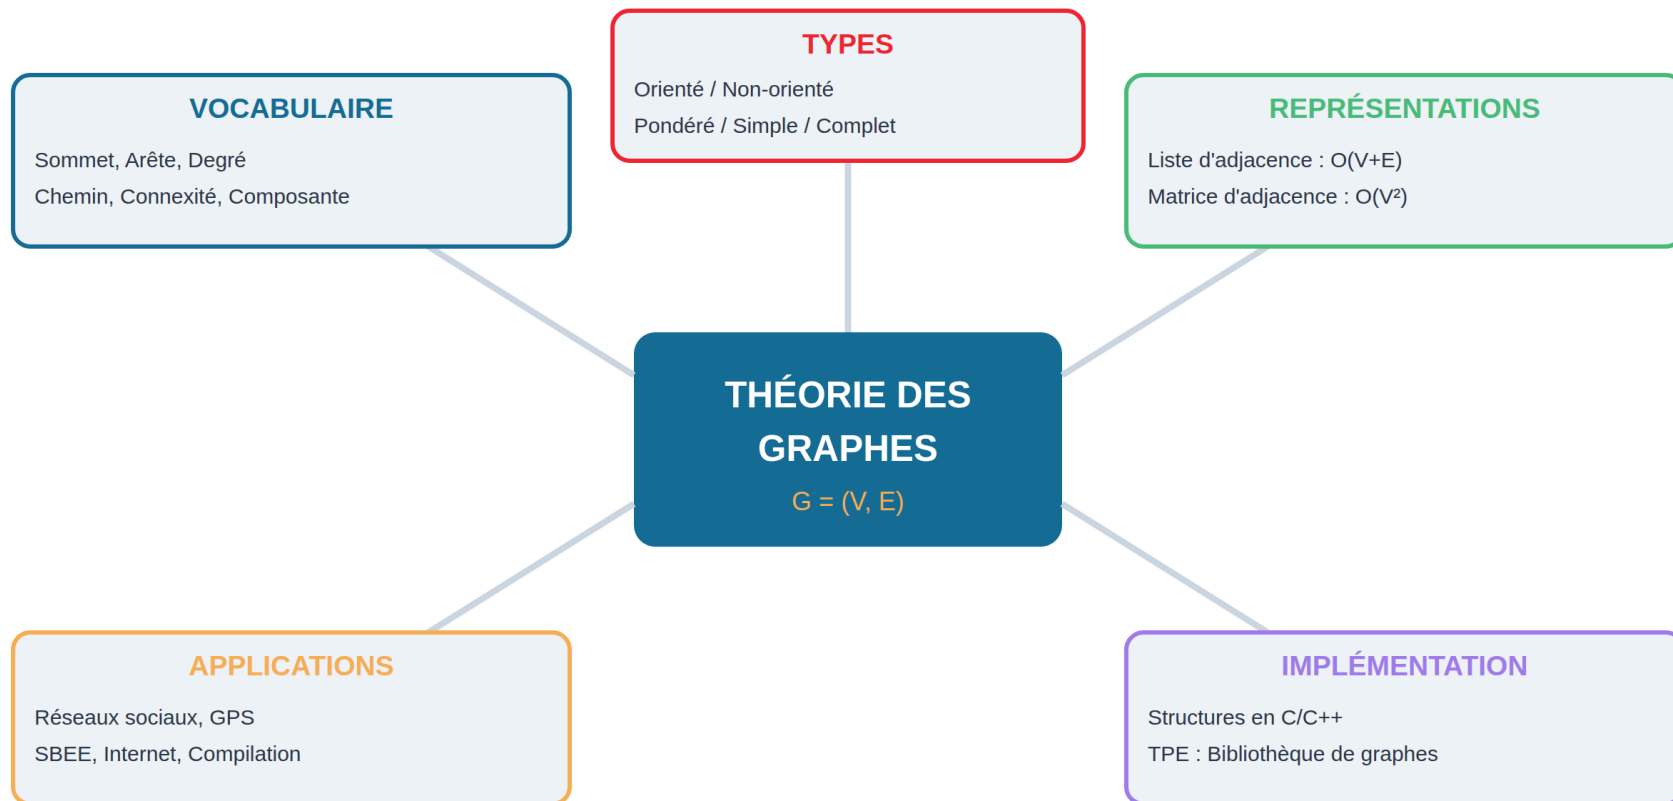 TYPES
Orienté / Non-orienté
Pondéré / Simple / Complet
VOCABULAIRE
Sommet, Arête, Degré
Chemin, Connexité, Composante
REPRÉSENTATIONS
Liste d'adjacence : O(V+E)
Matrice d'adjacence : O(V²)
THÉORIE DES
GRAPHES
G = (V, E)
APPLICATIONS
Réseaux sociaux, GPS
SBEE, Internet, Compilation
IMPLÉMENTATION
Structures en C/C++
TPE : Bibliothèque de graphes